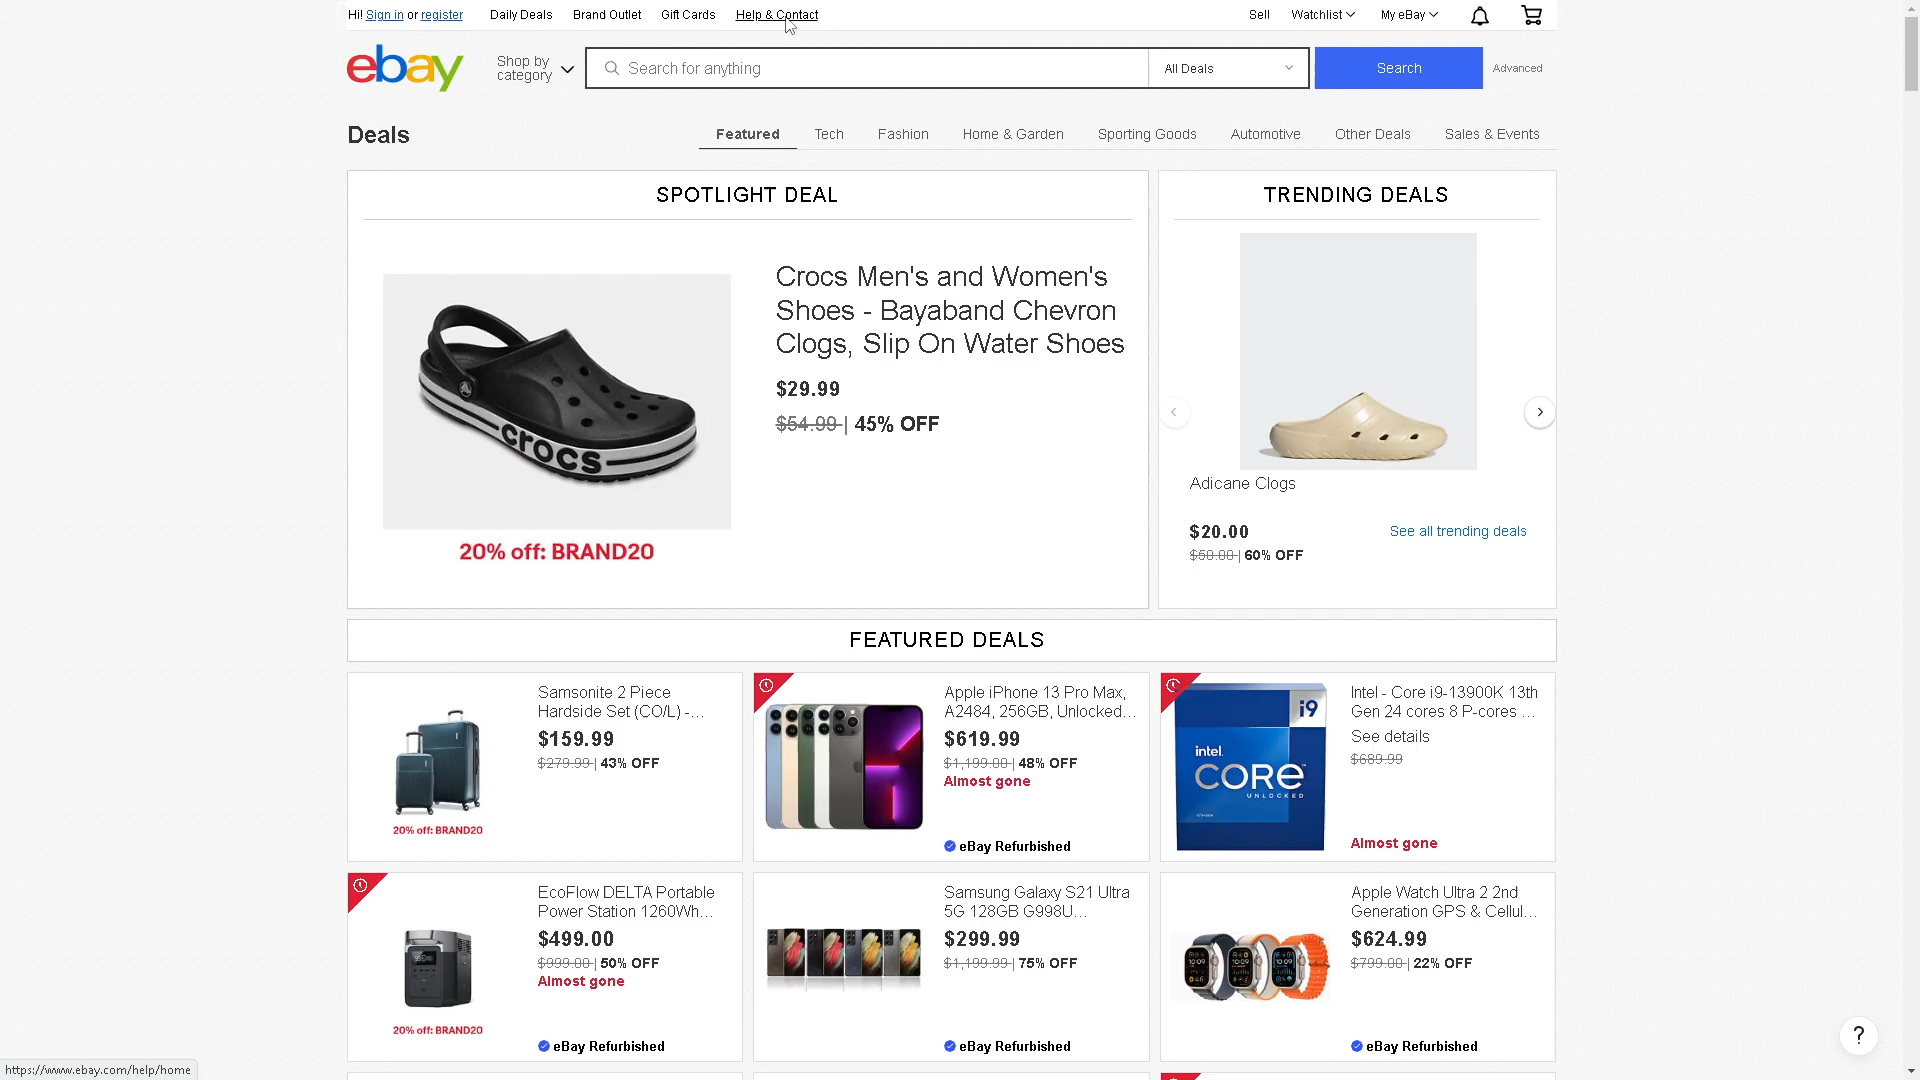 Hi! Sign in or register
Daily Deals
Brand Outlet
Gift Cards
Help & Contact
Sell
Watchlist
My eBay
ebay
Shop by
category
Search for anything
All Deals
Search
Advanced
Deals
Featured
Tech
Fashion
Home & Garden
Sporting Goods
Automotive
Other Deals
Sales & Events
SPOTLIGHT DEAL
crocs
20% off: BRAND20
Crocs Men's and Women's
Shoes - Bayaband Chevron
Clogs, Slip On Water Shoes
$29.99
$54.99 | 45% OFF
TRENDING DEALS
Adicane Clogs
$20.00
See all trending deals
$50.00 | 60% OFF
FEATURED DEALS
20% off: BRAND20
Samsonite 2 Piece
Hardside Set (CO/L) -...
$159.99
$279.99 | 43% OFF
Apple iPhone 13 Pro Max,
A2484, 256GB, Unlocked...
$619.99
$1,199.00 | 48% OFF
Almost gone
eBay Refurbished
i9
intel.
CORE
UNLOCKED
Intel - Core i9-13900K 13th
Gen 24 cores 8 P-cores ...
See details
$689.99
Almost gone
20% off: BRAND20
EcoFlow DELTA Portable
Power Station 1260Wh...
$499.00
$999.00 | 50% OFF
Almost gone
eBay Refurbished
Samsung Galaxy S21 Ultra
5G 128GB G998U...
$299.99
$1,199.99 | 75% OFF
eBay Refurbished
10:09
10:09
10:09
Apple Watch Ultra 2 2nd
Generation GPS & Cellul...
$624.99
$799.00 | 22% OFF
eBay Refurbished
?
https://www.ebay.com/help/home